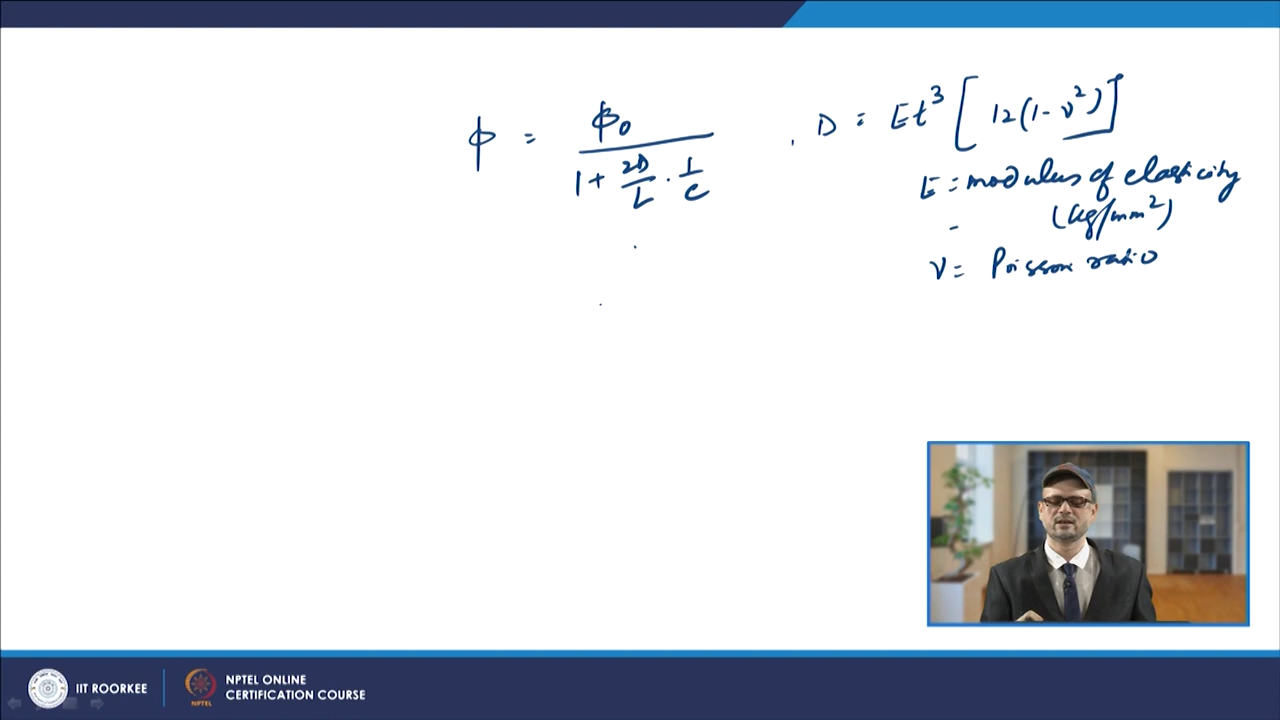 ϕ = ϕ₀ / (1 + 2D/L · 1/C) , D = Et³ [12(1-ν²)]
E = modulus of elasticity
(kg/mm²)
ν = Poisson ratio
IIT ROORKEE
NPTEL
NPTEL ONLINE
CERTIFICATION COURSE